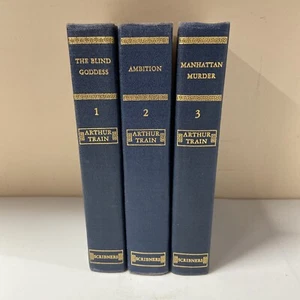 THE BLIND
GODDESS
1
ARTHUR
TRAIN
SCRIBNERS
AMBITION
2
ARTHUR
TRAIN
SCRIBNERS
MANHATTAN
MURDER
3
ARTHUR
TRAIN
SCRIBNERS